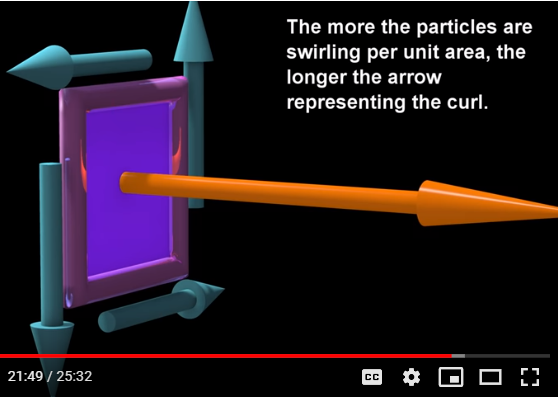 The more the particles are
swirling per unit area, the
longer the arrow
representing the curl.
21:49 / 25:32
CC